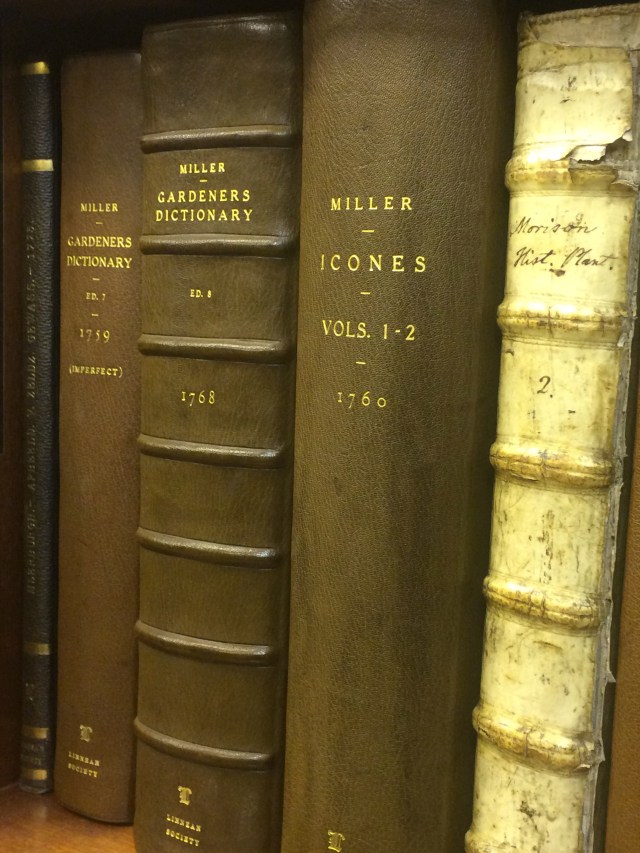 MILLER
GARDENERS
DICTIONARY
ED. 7
1759
(IMPERFECT)
LINNEAN
SOCIETY
MILLER
GARDENERS
DICTIONARY
ED. 8
1768
LINNEAN
SOCIETY
MILLER
ICONES
VOLS. 1-2
1760
Morison
Hist. Plant.
2.